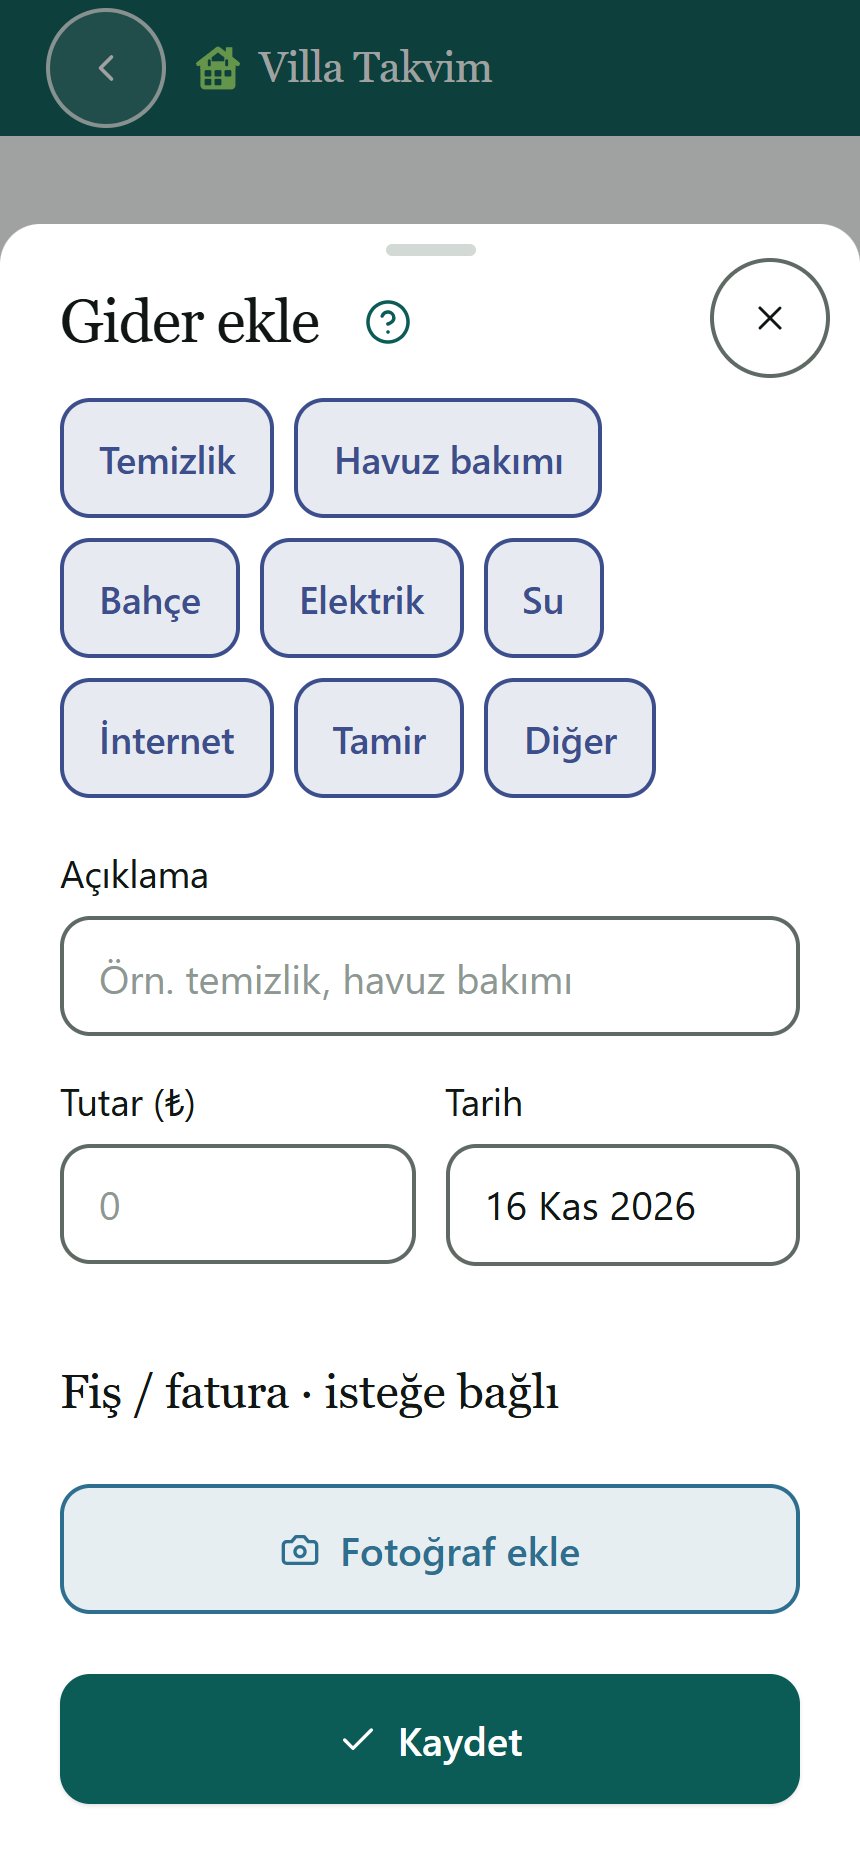 Villa Takvim
Gider ekle
Temizlik Havuz bakımı
Bahçe Elektrik Su
İnternet Tamir Diğer
Açıklama
Örn. temizlik, havuz bakımı
Tutar (₺) Tarih
0 16 Kas 2026
Fiş / fatura · isteğe bağlı
Fotoğraf ekle
Kaydet